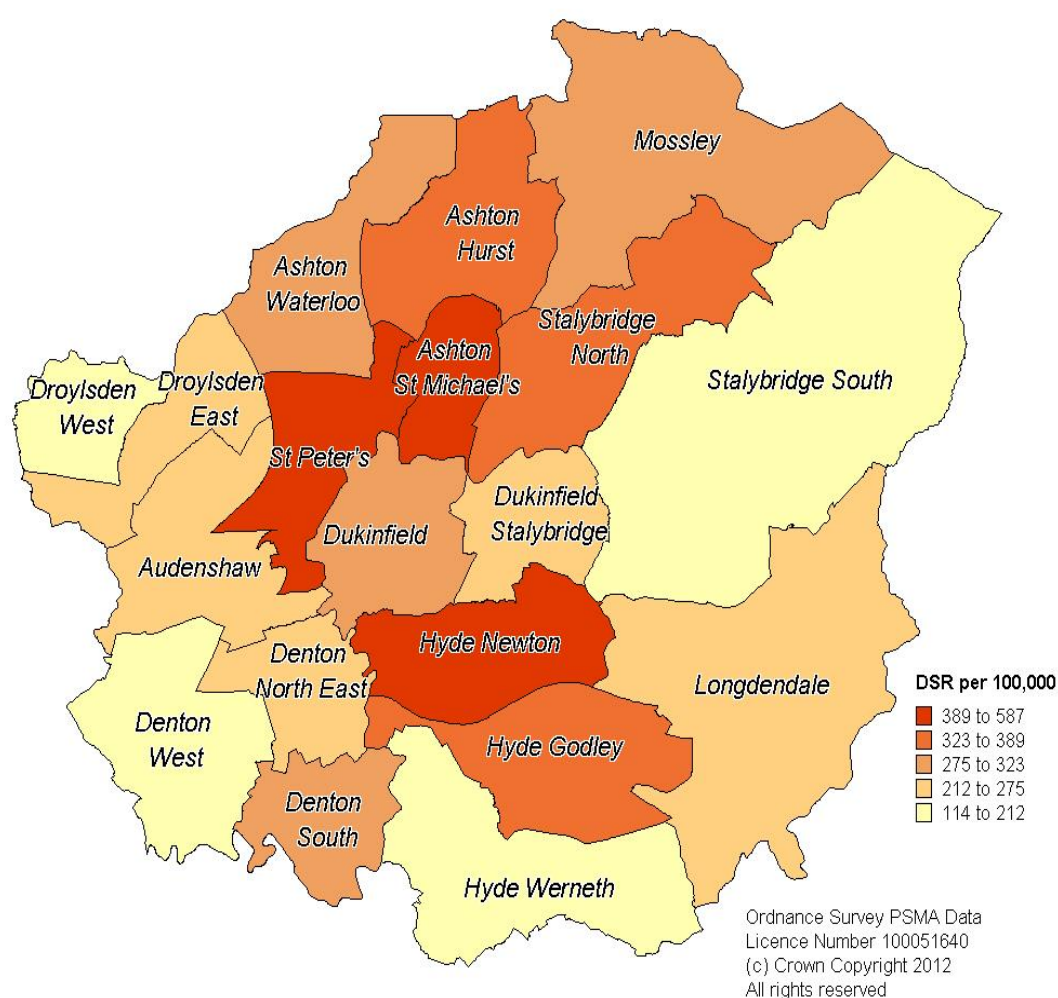 Mossley
Ashton
Hurst
Ashton
Waterloo
Stalybridge
North
Ashton
St Michael's
Stalybridge South
Droylsden
West
Droylsden
East
St Peter's
Dukinfield
Stalybridge
Dukinfield
Audenshaw
Hyde Newton
Denton
North East
Longdendale
Denton
West
Hyde Godley
Denton
South
Hyde Werneth
DSR per 100,000
389 to 587
323 to 389
275 to 323
212 to 275
114 to 212
Ordnance Survey PSMA Data
Licence Number 100051640
(c) Crown Copyright 2012
All rights reserved